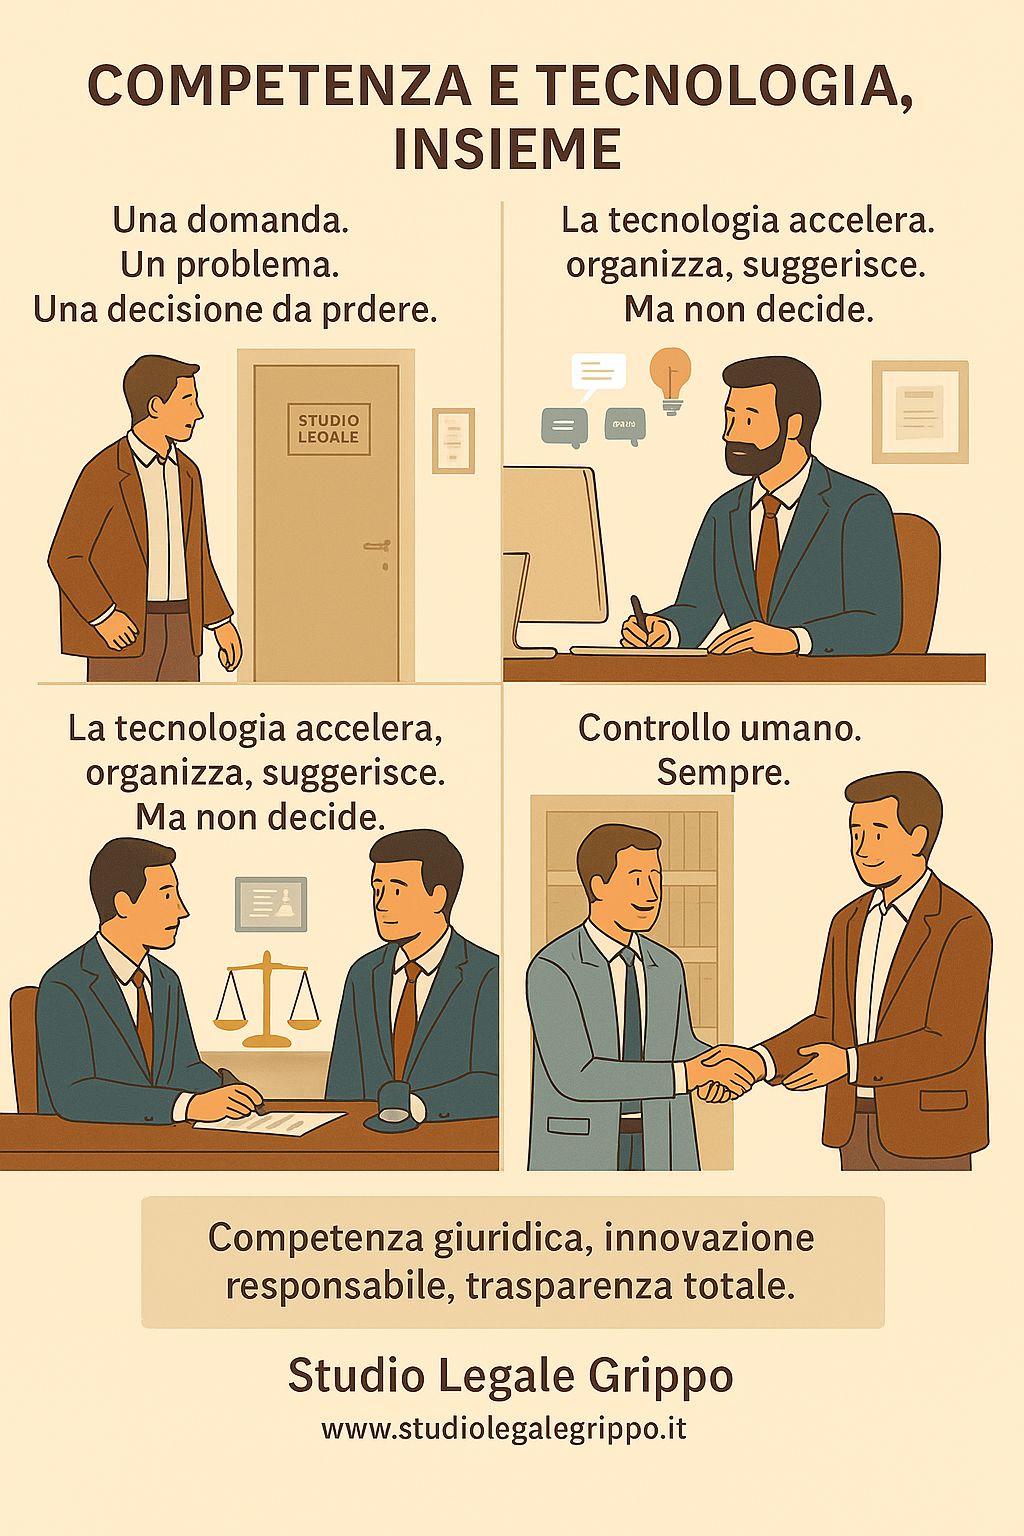 COMPETENZA E TECNOLOGIA,
INSIEME
Una domanda.
Un problema.
Una decisione da prdere.
STUDIO
LEOALE
La tecnologia accelera.
organizza, suggerisce.
Ma non decide.
La tecnologia accelera,
organizza, suggerisce.
Ma non decide.
Controllo umano.
Sempre.
Competenza giuridica, innovazione
responsabile, trasparenza totale.
Studio Legale Grippo
www.studiolegalegrippo.it